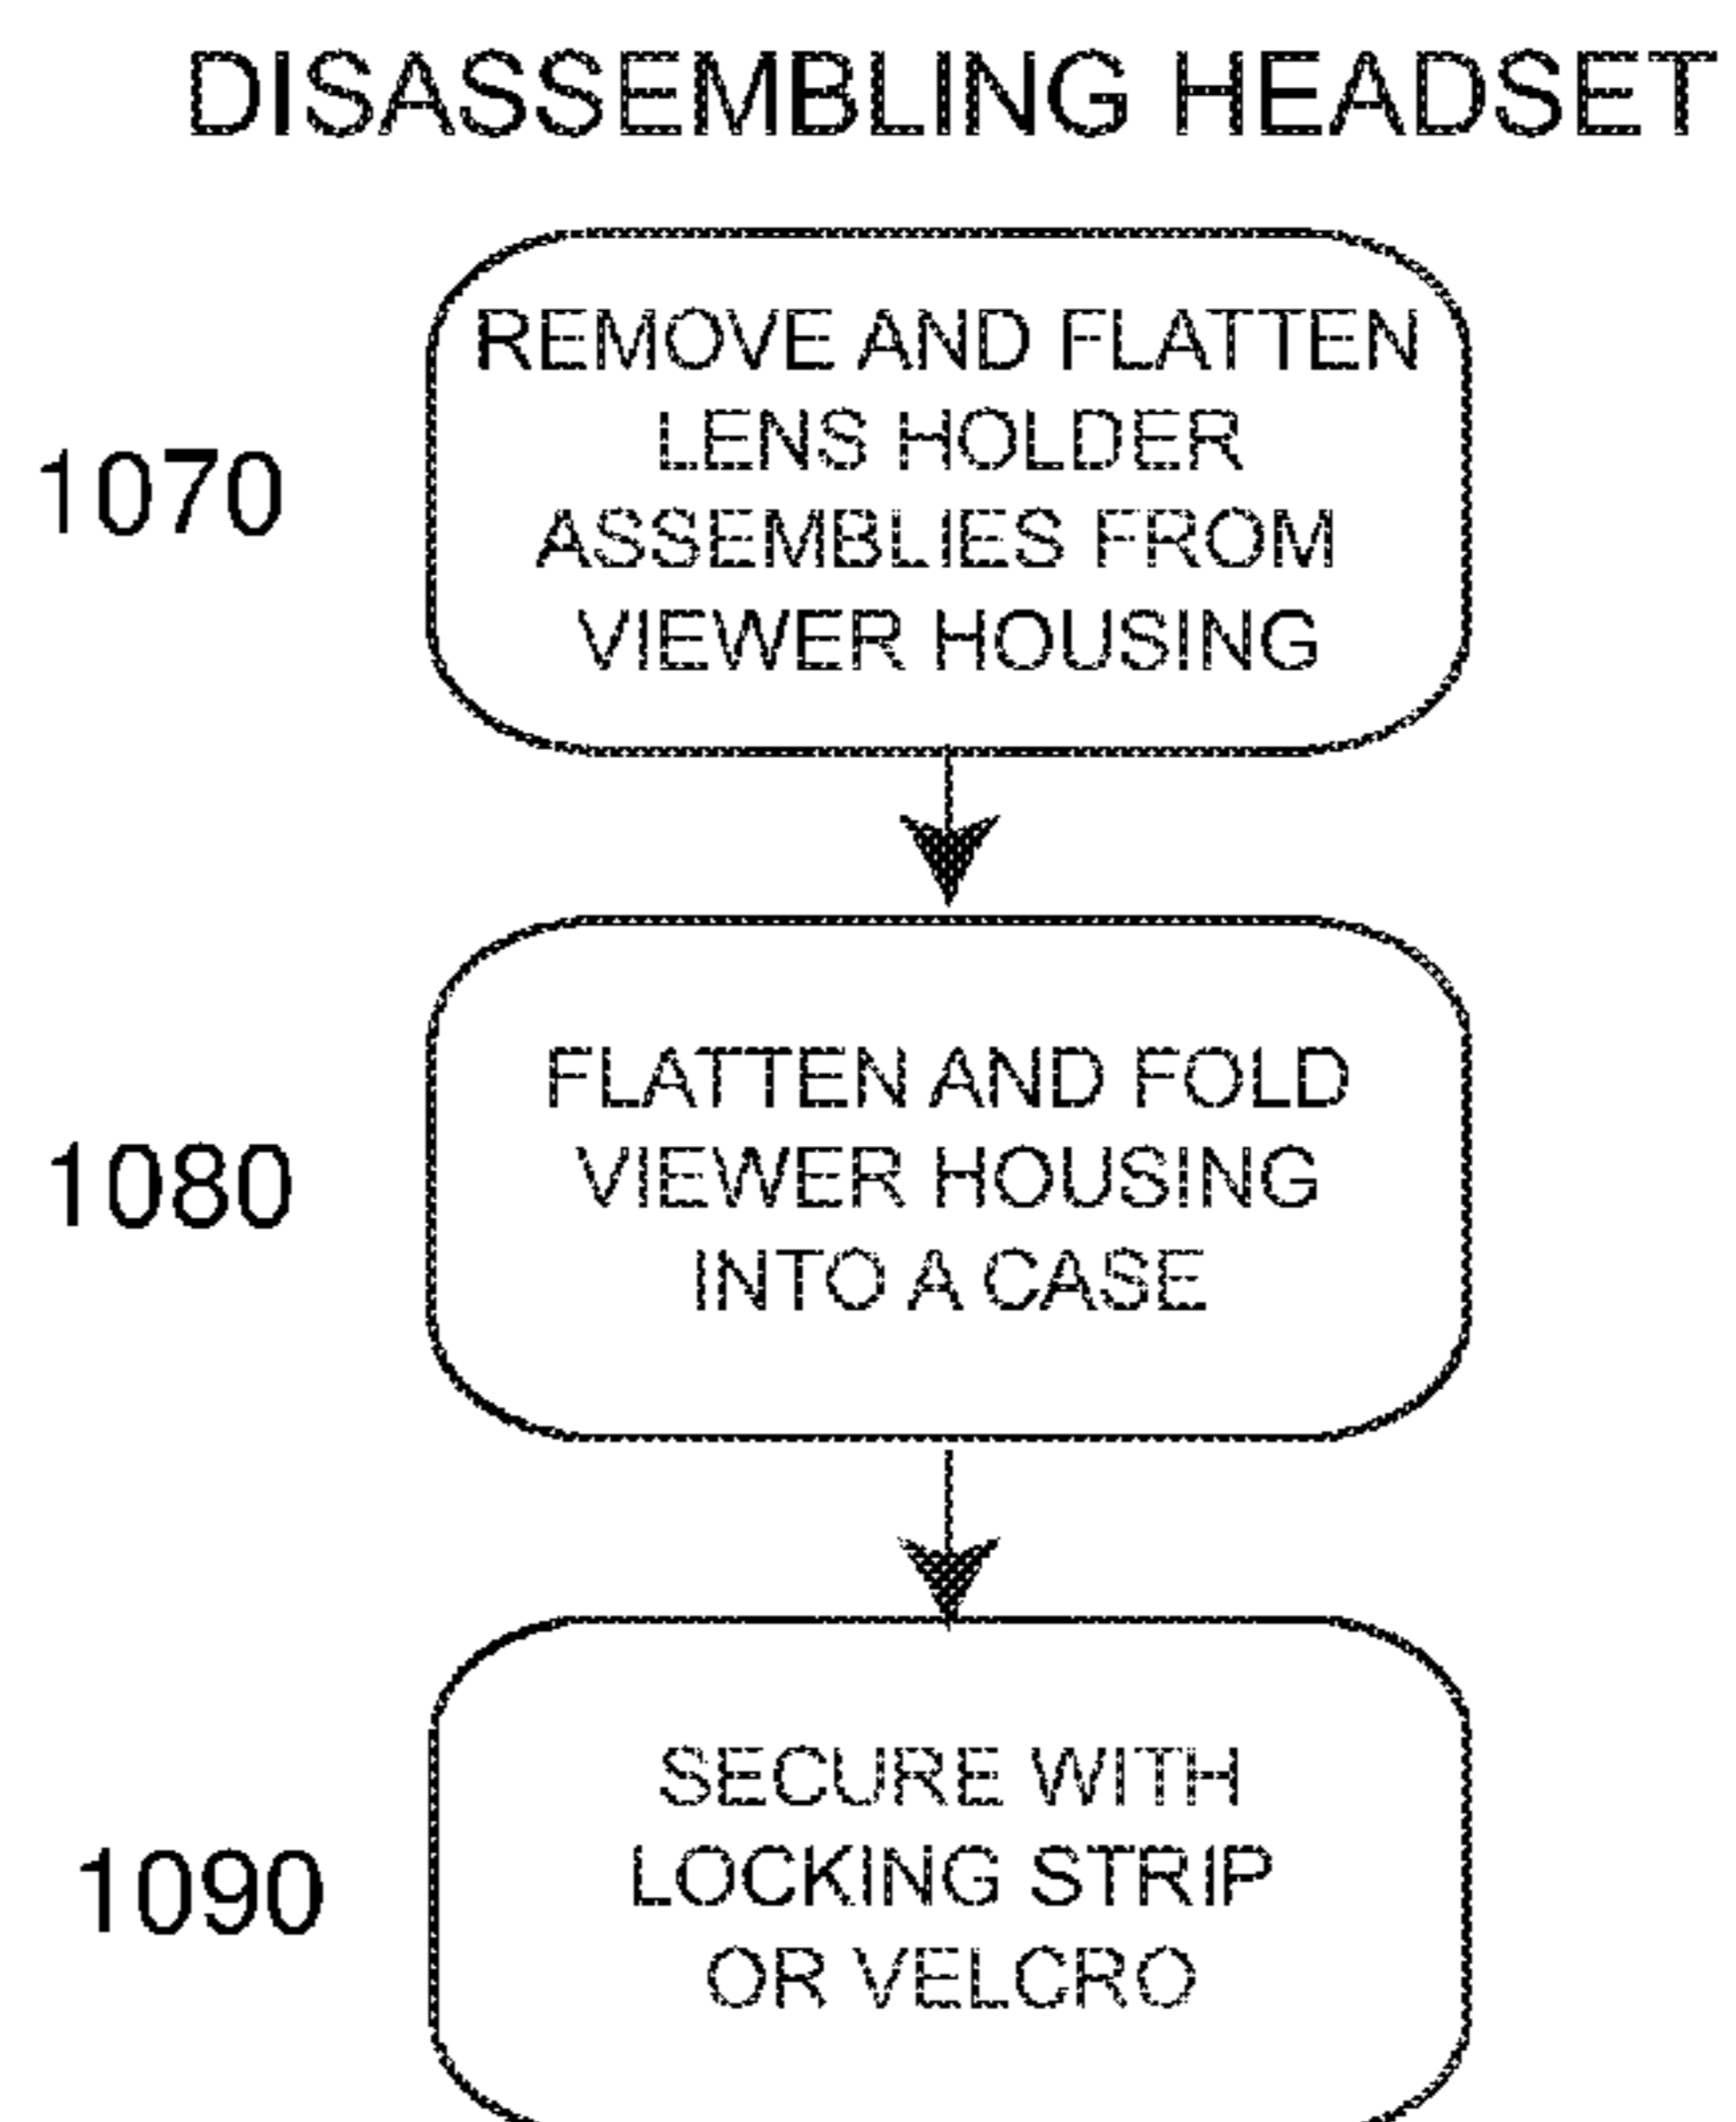 DISASSEMBLING HEADSET
1070
REMOVE AND FLATTEN
LENS HOLDER
ASSEMBLIES FROM
VIEWER HOUSING
1080
FLATTEN AND FOLD
VIEWER HOUSING
INTO A CASE
1090
SECURE WITH
LOCKING STRIP
OR VELCRO